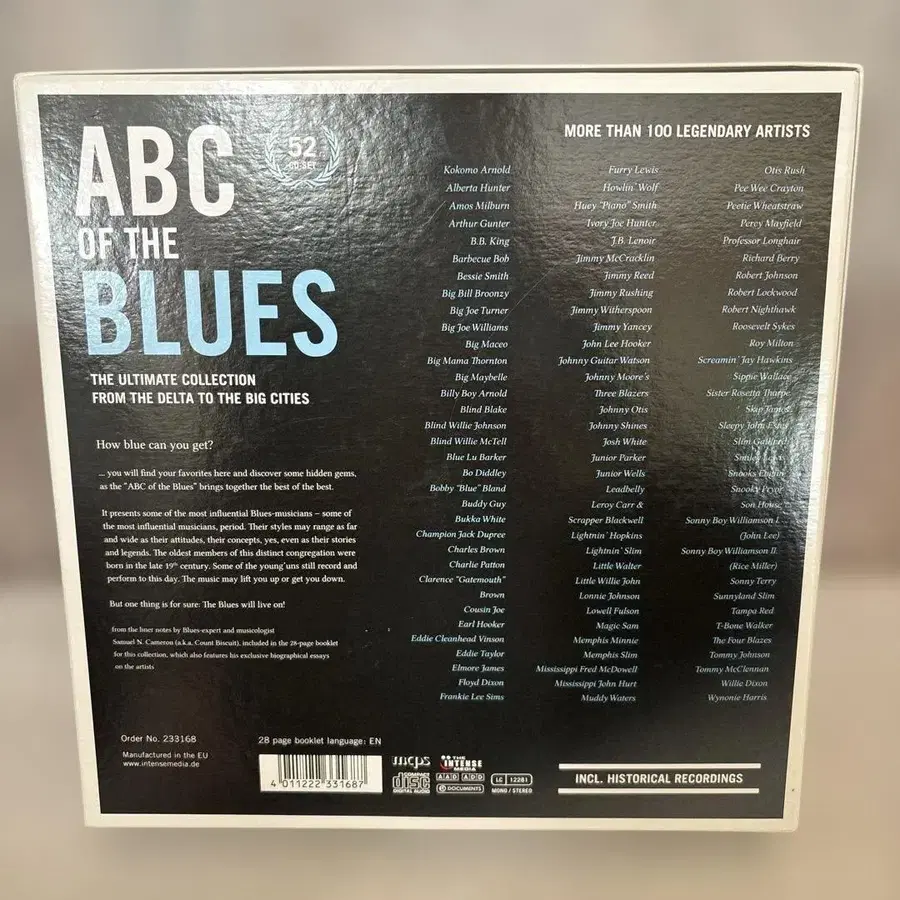 ABC
OF THE
BLUES
52
CD-SET
THE ULTIMATE COLLECTION
FROM THE DELTA TO THE BIG CITIES
How blue can you get?
... you will find your favorites here and discover some hidden gems,
as the "ABC of the Blues" brings together the best of the best.
It presents some of the most influential Blues-musicians – some of
the most influential musicians, period. Their styles may range as far
and wide as their attitudes, their concepts, yes, even as their stories
and legends. The oldest members of this distinct congregation were
born in the late 19th century. Some of the young'uns still record and
perform to this day. The music may lift you up or get you down.
But one thing is for sure: The Blues will live on!
from the liner notes by Blues-expert and musicologist
Samuel N. Cameron (a.k.a. Count Biscuit), included in the 28-page booklet
for this collection, which also features his exclusive biographical essays
on the artists
MORE THAN 100 LEGENDARY ARTISTS
Kokomo Arnold
Alberta Hunter
Amos Milburn
Arthur Gunter
B.B. King
Barbecue Bob
Bessie Smith
Big Bill Broonzy
Big Joe Turner
Big Joe Williams
Big Maceo
Big Mama Thornton
Big Maybelle
Billy Boy Arnold
Blind Blake
Blind Willie Johnson
Blind Willie McTell
Blue Lu Barker
Bo Diddley
Bobby "Blue" Bland
Buddy Guy
Bukka White
Champion Jack Dupree
Charles Brown
Charlie Patton
Clarence "Gatemouth"
Brown
Cousin Joe
Earl Hooker
Eddie Cleanhead Vinson
Eddie Taylor
Elmore James
Floyd Dixon
Frankie Lee Sims
Furry Lewis
Howlin' Wolf
Huey "Piano" Smith
Ivory Joe Hunter
J.B. Lenoir
Jimmy McCracklin
Jimmy Reed
Jimmy Rushing
Jimmy Witherspoon
Jimmy Yancey
John Lee Hooker
Johnny Guitar Watson
Johnny Moore's
Three Blazers
Johnny Otis
Johnny Shines
Josh White
Junior Parker
Junior Wells
Leadbelly
Leroy Carr &
Scrapper Blackwell
Lightnin' Hopkins
Lightnin' Slim
Little Walter
Little Willie John
Lonnie Johnson
Lowell Fulson
Magic Sam
Memphis Minnie
Memphis Slim
Mississippi Fred McDowell
Mississippi John Hurt
Muddy Waters
Otis Rush
Pee Wee Crayton
Peetie Wheatstraw
Percy Mayfield
Professor Longhair
Richard Berry
Robert Johnson
Robert Lockwood
Robert Nighthawk
Roosevelt Sykes
Roy Milton
Screamin' Jay Hawkins
Sippie Wallace
Sister Rosetta Tharpe
Skip James
Sleepy John Estes
Slim Gaillard
Smiley Lewis
Snooks Eaglin
Snooky Pryor
Son House
Sonny Boy Williamson I.
(John Lee)
Sonny Boy Williamson II.
(Rice Miller)
Sonny Terry
Sunnyland Slim
Tampa Red
T-Bone Walker
The Four Blazes
Tommy Johnson
Tommy McClennan
Willie Dixon
Wynonie Harris
Order No. 233168
Manufactured in the EU
www.intensemedia.de
28 page booklet language: EN
4 011222 331687
mcps
COMPACT
disc
DIGITAL AUDIO
THE
INTENSE
MEDIA
AAD ADD
DOCUMENTS
LC 12281
MONO / STEREO
INCL. HISTORICAL RECORDINGS